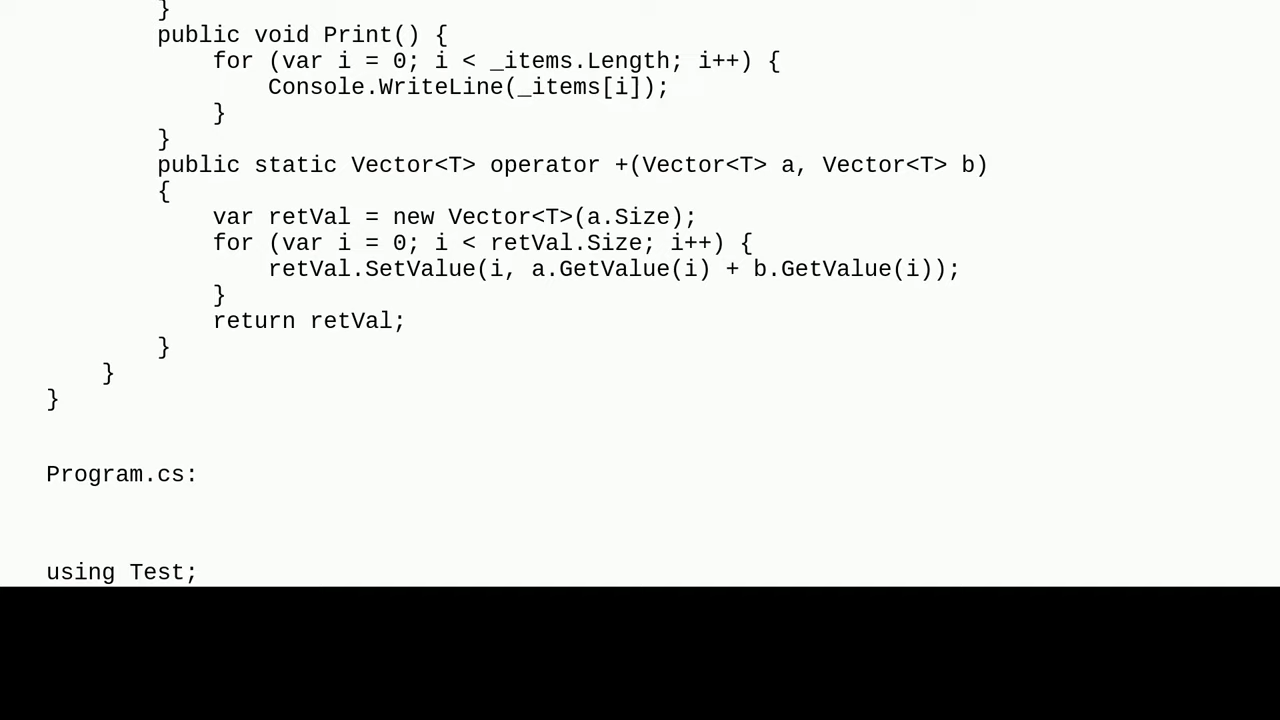 }
        public void Print() {
            for (var i = 0; i < _items.Length; i++) {
                Console.WriteLine(_items[i]);
            }
        }
        public static Vector<T> operator +(Vector<T> a, Vector<T> b)
        {
            var retVal = new Vector<T>(a.Size);
            for (var i = 0; i < retVal.Size; i++) {
                retVal.SetValue(i, a.GetValue(i) + b.GetValue(i));
            }
            return retVal;
        }
    }
}
Program.cs:
using Test;